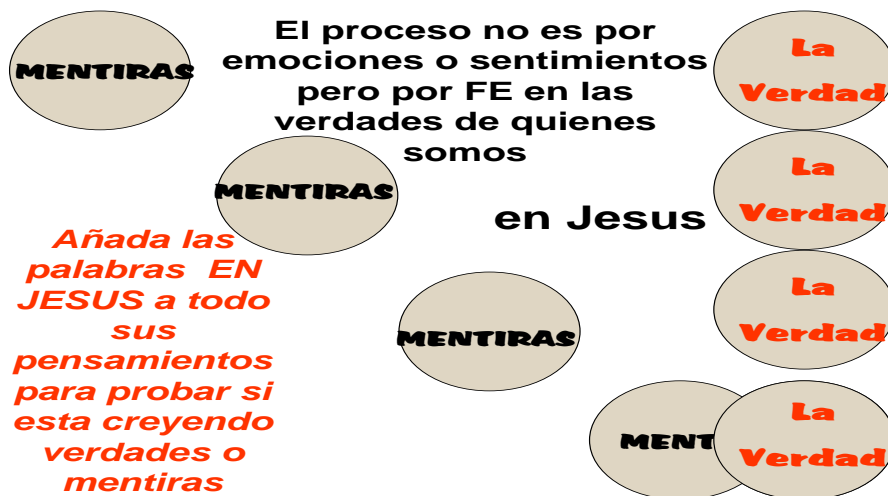 MENTIRAS
El proceso no es por
emociones o sentimientos
pero por FE en las
verdades de quienes
somos
en Jesus
La
Verdad
MENTIRAS
La
Verdad
Añada las
palabras EN
JESUS a todo
sus
pensamientos
para probar si
esta creyendo
verdades o
mentiras
MENTIRAS
La
Verdad
MENT
La
Verdad